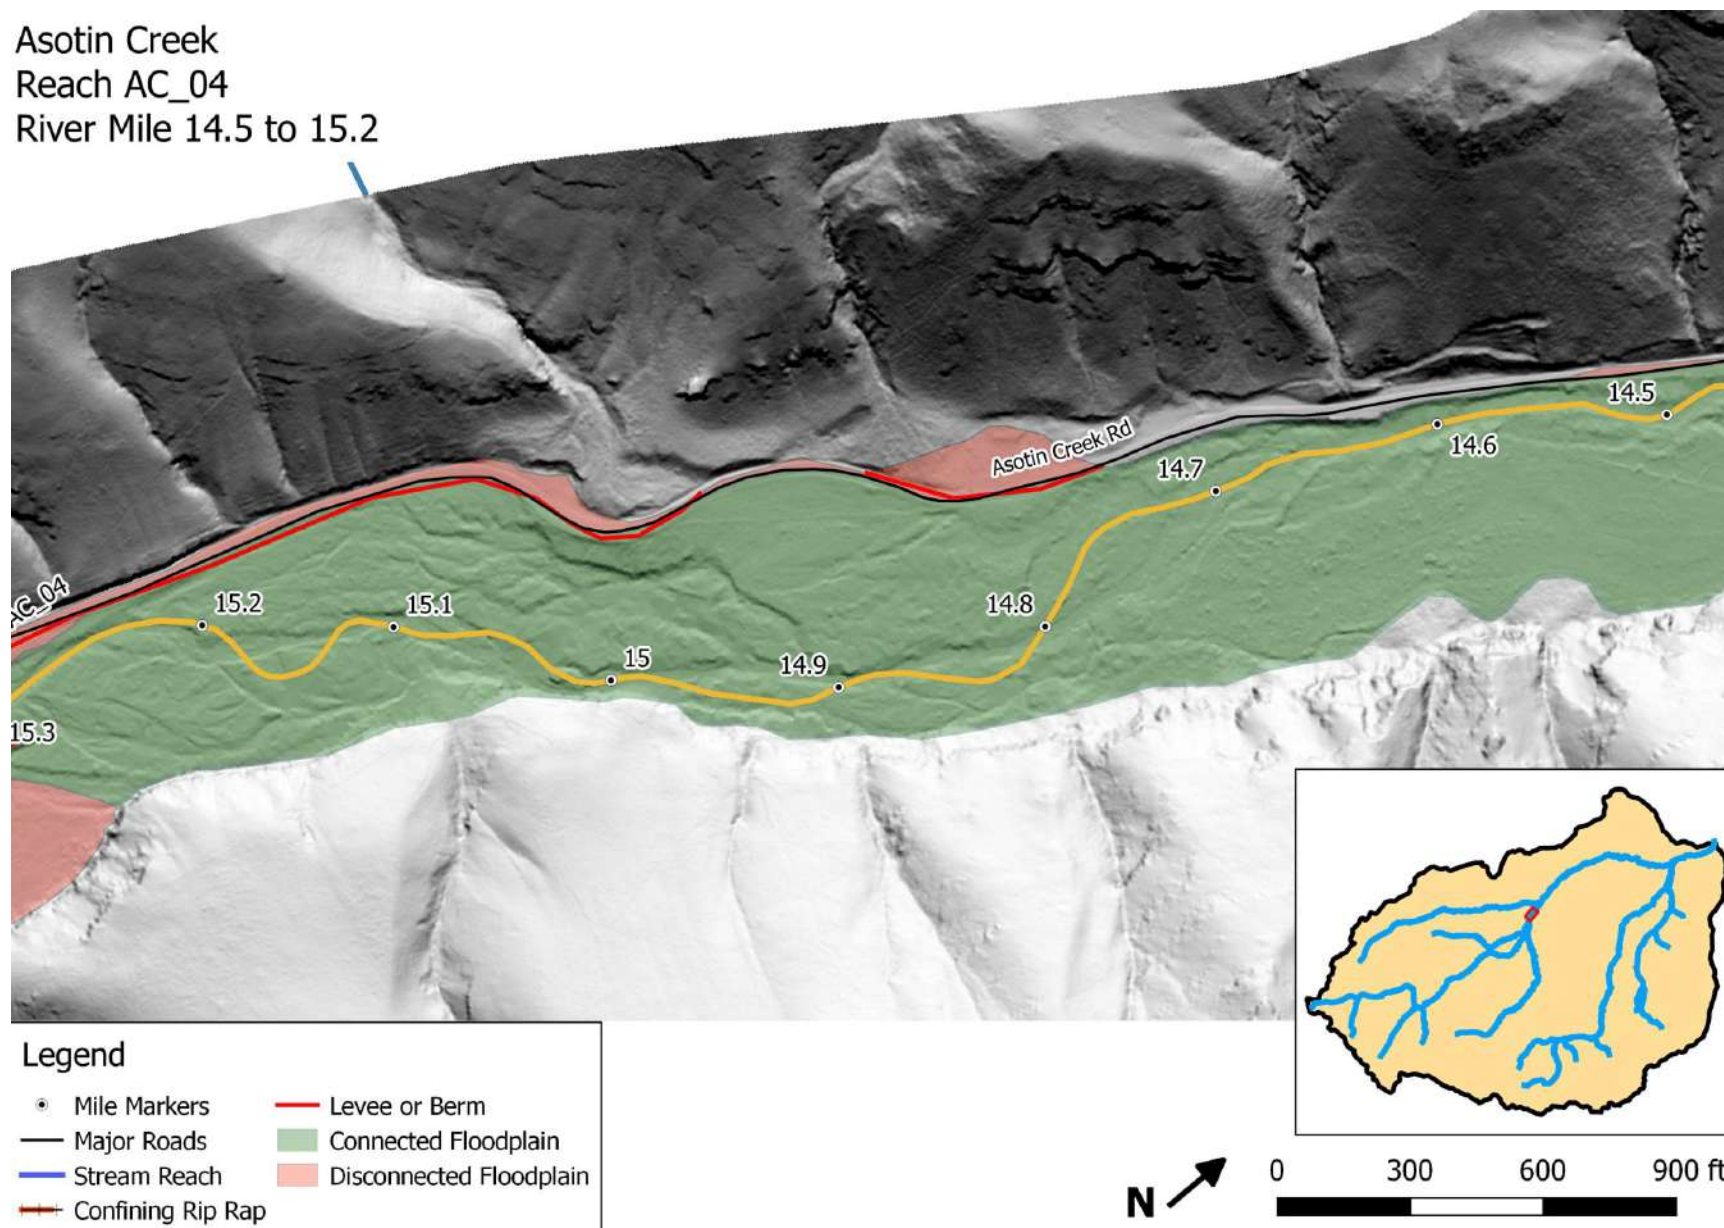 Asotin Creek
Reach AC_04
River Mile 14.5 to 15.2
14.5
Asotin Creek Rd
14.6
14.7
AC_04
15.2
15.1
14.8
15
14.9
15.3
Legend
Mile Markers
Levee or Berm
Major Roads
Connected Floodplain
Stream Reach
Disconnected Floodplain
Confining Rip Rap
N
0 300 600 900 ft